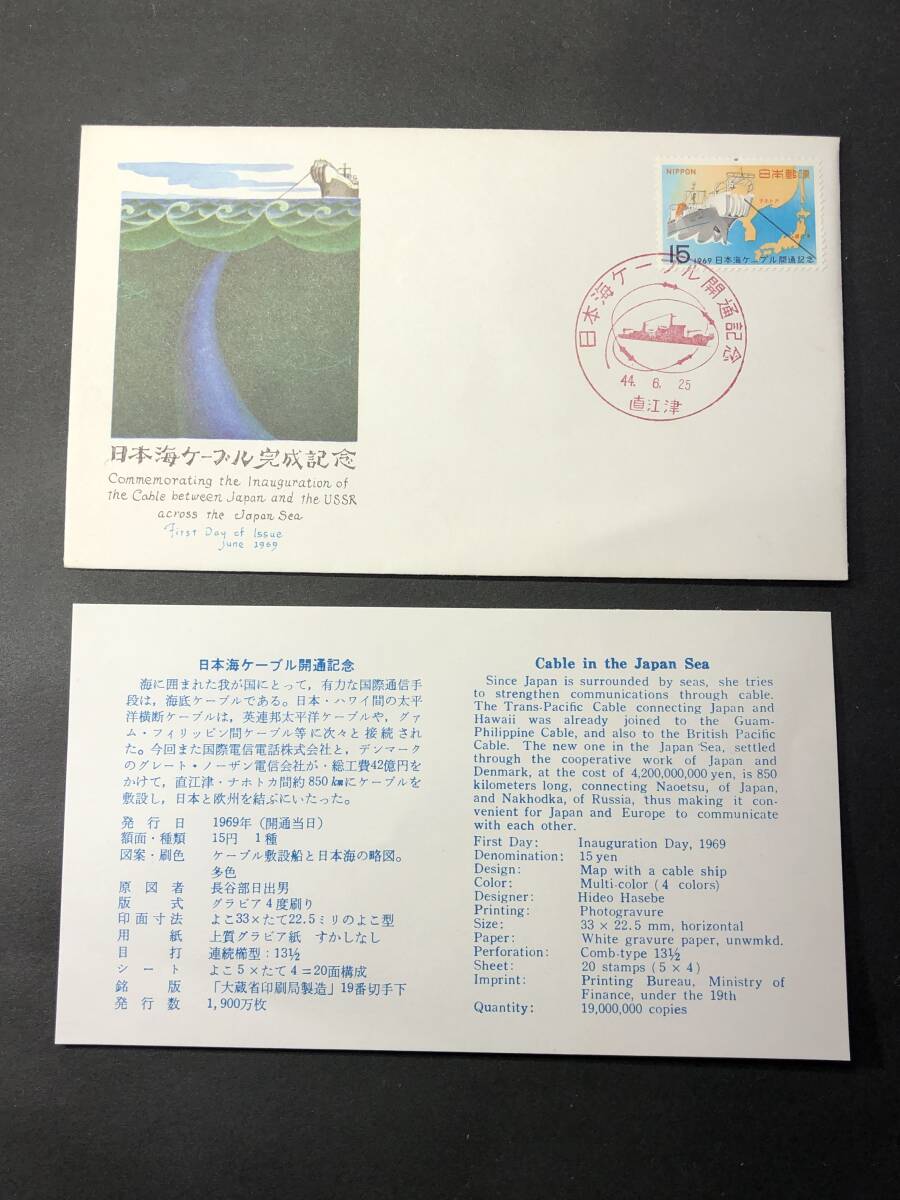 NIPPON 日本郵便
15 1969 日本海ケーブル開通記念
日本海ケーブル開通記念
44. 6. 25
直江津
日本海ケーブル完成記念
Commemorating the Inauguration of
the Cable between Japan and the USSR
across the Japan Sea
First Day of Issue
June 1969
日本海ケーブル開通記念
海に囲まれた我が国にとって，有力な国際通信手
段は，海底ケーブルである。日本・ハワイ間の太平
洋横断ケーブルは，英連邦太平洋ケーブルや，グァ
ム・フィリッピン間ケーブル等に次々と接続され
た。今回また国際電信電話株式会社と，デンマーク
のグレート・ノーザン電信会社が・総工費42億円を
かけて，直江津・ナホトカ間約850kmにケーブルを
敷設し，日本と欧州を結ぶにいたった。
発行日 1969年（開通当日）
額面・種類 15円 1種
図案・刷色 ケーブル敷設船と日本海の略図。
多色
原図者 長谷部日出男
版式 グラビア4度刷り
印面寸法 よこ33×たて22.5ミリのよこ型
用紙 上質グラビア紙 すかしなし
目打 連続櫛型：13½
シート よこ5×たて4＝20面構成
銘版 「大蔵省印刷局製造」19番切手下
発行数 1,900万枚
Cable in the Japan Sea
Since Japan is surrounded by seas, she tries
to strengthen communications through cable.
The Trans-Pacific Cable connecting Japan and
Hawaii was already joined to the Guam-
Philippine Cable, and also to the British Pacific
Cable. The new one in the Japan Sea, settled
through the cooperative work of Japan and
Denmark, at the cost of 4,200,000,000 yen, is 850
kilometers long, connecting Naoetsu, of Japan,
and Nakhodka, of Russia, thus making it con-
venient for Japan and Europe to communicate
with each other.
First Day: Inauguration Day, 1969
Denomination: 15 yen
Design: Map with a cable ship
Color: Multi-color (4 colors)
Designer: Hideo Hasebe
Printing: Photogravure
Size: 33 × 22.5 mm, horizontal
Paper: White gravure paper, unwmkd.
Perforation: Comb-type 13½
Sheet: 20 stamps (5 × 4)
Imprint: Printing Bureau, Ministry of
Finance, under the 19th
Quantity: 19,000,000 copies